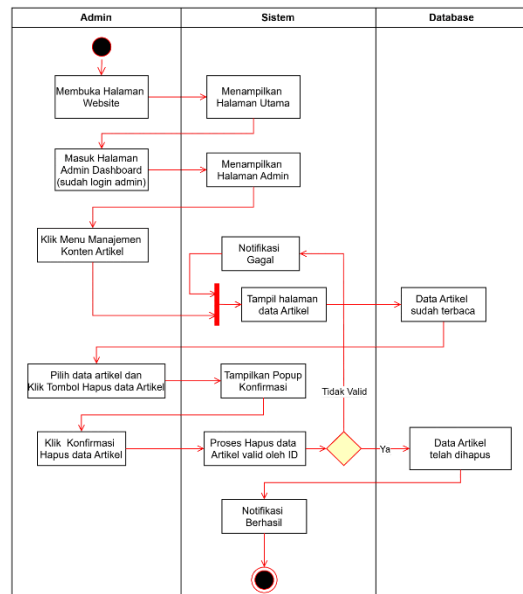 Admin
Sistem
Database
Membuka Halaman
Website
Menampilkan
Halaman Utama
Masuk Halaman
Admin Dashboard
(sudah login admin)
Menampilkan
Halaman Admin
Klik Menu Manajemen
Konten Artikel
Notifikasi
Gagal
Tampil halaman
data Artikel
Data Artikel
sudah terbaca
Pilih data artikel dan
Klik Tombol Hapus data Artikel
Tampilkan Popup
Konfirmasi
Tidak Valid
Klik Konfirmasi
Hapus data Artikel
Proses Hapus data
Artikel valid oleh ID
Ya
Data Artikel
telah dihapus
Notifikasi
Berhasil